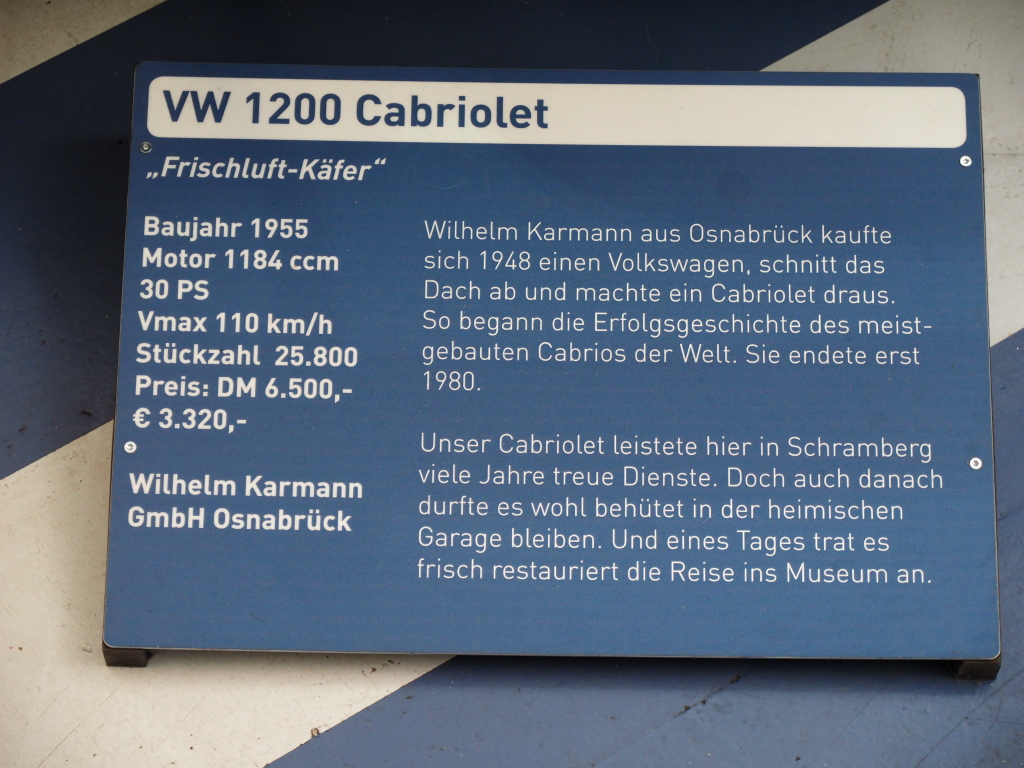 VW 1200 Cabriolet
„Frischluft-Käfer“
Baujahr 1955
Motor 1184 ccm
30 PS
Vmax 110 km/h
Stückzahl 25.800
Preis: DM 6.500,-
€ 3.320,-
Wilhelm Karmann
GmbH Osnabrück
Wilhelm Karmann aus Osnabrück kaufte
sich 1948 einen Volkswagen, schnitt das
Dach ab und machte ein Cabriolet draus.
So begann die Erfolgsgeschichte des meist-
gebauten Cabrios der Welt. Sie endete erst
1980.
Unser Cabriolet leistete hier in Schramberg
viele Jahre treue Dienste. Doch auch danach
durfte es wohl behütet in der heimischen
Garage bleiben. Und eines Tages trat es
frisch restauriert die Reise ins Museum an.